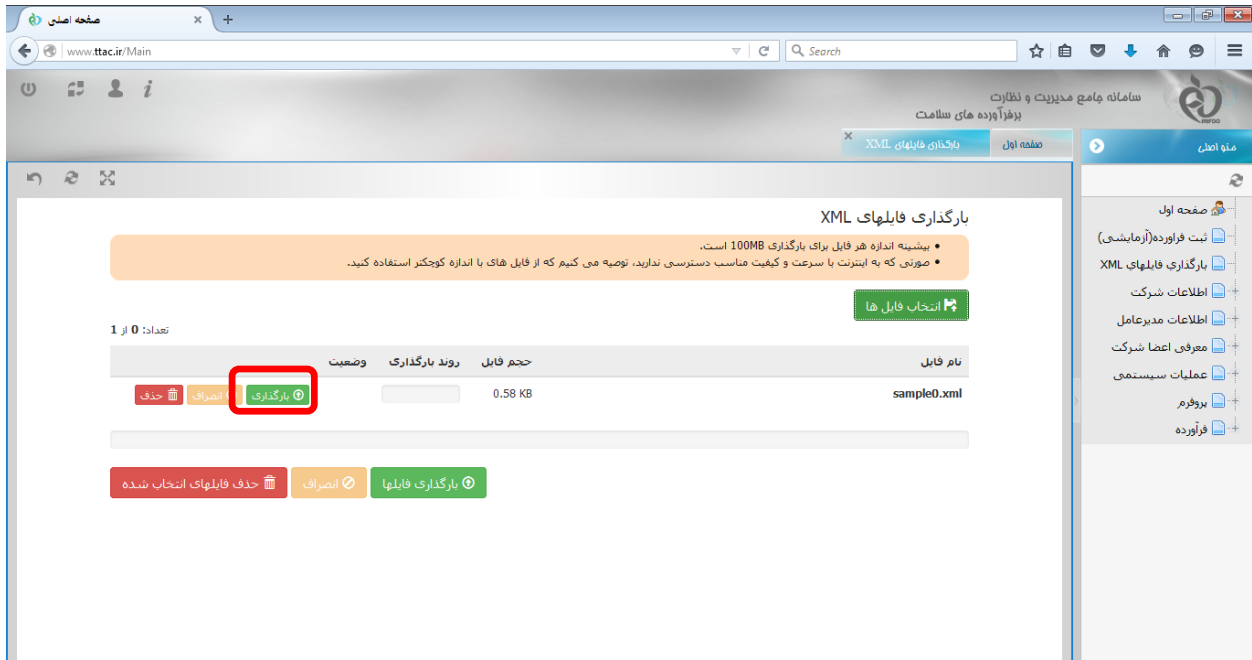 صفحه اصلی
www.ttac.ir/Main
Search
سامانه جامع مدیریت و نظارت
برفرآورده های سلامت
IRIFDO
صفحه اول
بارگذاری فایلهای XML
منو اصلی
صفحه اول
ثبت فراورده(آزمایشی)
بارگذاري فايلهاي XML
اطلاعات شرکت
اطلاعات مدیرعامل
معرفی اعضا شرکت
عملیات سیستمی
پروفرم
فرآورده
بارگذاری فایلهای XML
• بیشینه اندازه هر فایل برای بارگذاری 100MB است.
• صورتی که به اینترنت با سرعت و کیفیت مناسب دسترسی ندارید، توصیه می کنیم که از فایل های با اندازه کوچکتر استفاده کنید.
انتخاب فایل ها
تعداد: 0 از 1
نام فایل حجم فایل روند بارگذاری وضعیت
sample0.xml 0.58 KB بارگذاری انصراف حذف
بارگذاری فایلها انصراف حذف فایلهای انتخاب شده